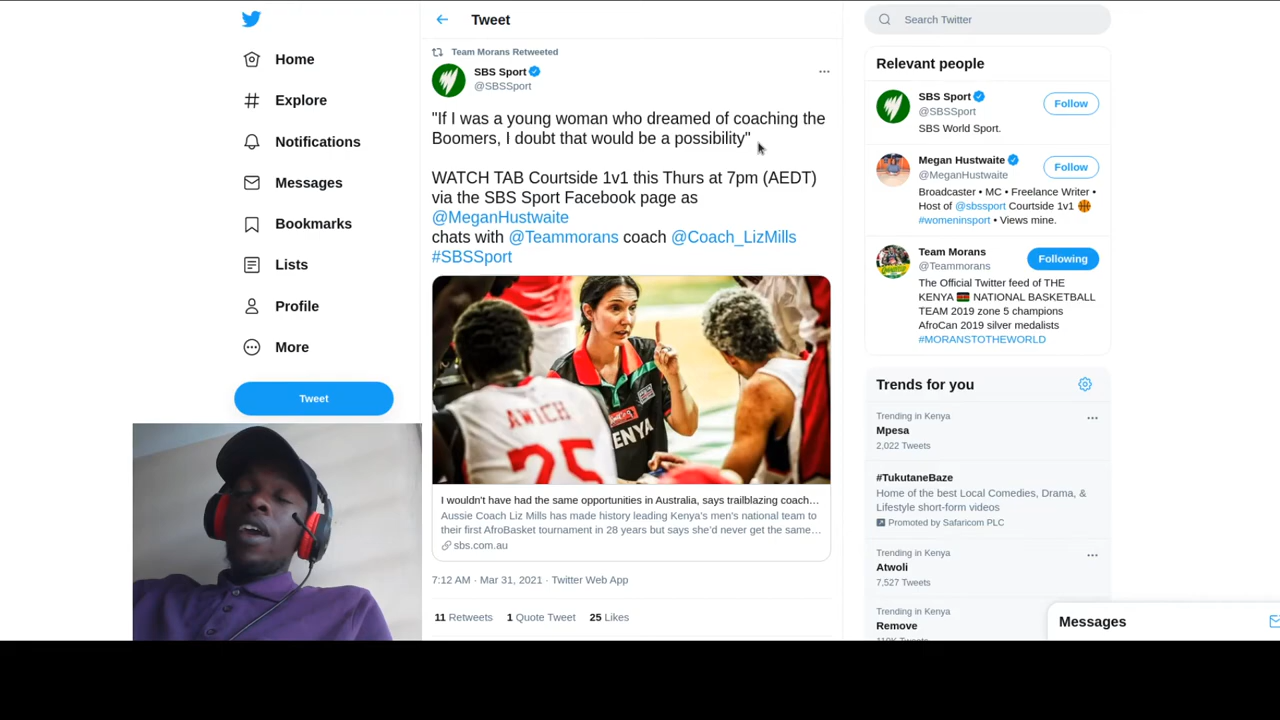 Home
Explore
Notifications
Messages
Bookmarks
Lists
Profile
More
Tweet
Tweet
Team Morans Retweeted
SBS Sport
@SBSSport
"If I was a young woman who dreamed of coaching the
Boomers, I doubt that would be a possibility"
WATCH TAB Courtside 1v1 this Thurs at 7pm (AEDT)
via the SBS Sport Facebook page as
@MeganHustwaite
chats with @Teammorans coach @Coach_LizMills
#SBSSport
AWICH
25
KENYA
I wouldn't have had the same opportunities in Australia, says trailblazing coach…
Aussie Coach Liz Mills has made history leading Kenya's men's national team to
their first AfroBasket tournament in 28 years but says she'd never get the same…
sbs.com.au
7:12 AM · Mar 31, 2021 · Twitter Web App
11 Retweets 1 Quote Tweet 25 Likes
Search Twitter
Relevant people
SBS Sport
@SBSSport
Follow
SBS World Sport.
Megan Hustwaite
@MeganHustwaite
Follow
Broadcaster • MC • Freelance Writer •
Host of @sbssport Courtside 1v1
#womeninsport • Views mine.
Team Morans
@Teammorans
Following
The Official Twitter feed of THE
KENYA NATIONAL BASKETBALL
TEAM 2019 zone 5 champions
AfroCan 2019 silver medalists
#MORANSTOTHEWORLD
Trends for you
Trending in Kenya
Mpesa
2,022 Tweets
#TukutaneBaze
Home of the best Local Comedies, Drama, &
Lifestyle short-form videos
Promoted by Safaricom PLC
Trending in Kenya
Atwoli
7,527 Tweets
Trending in Kenya
Remove
Messages